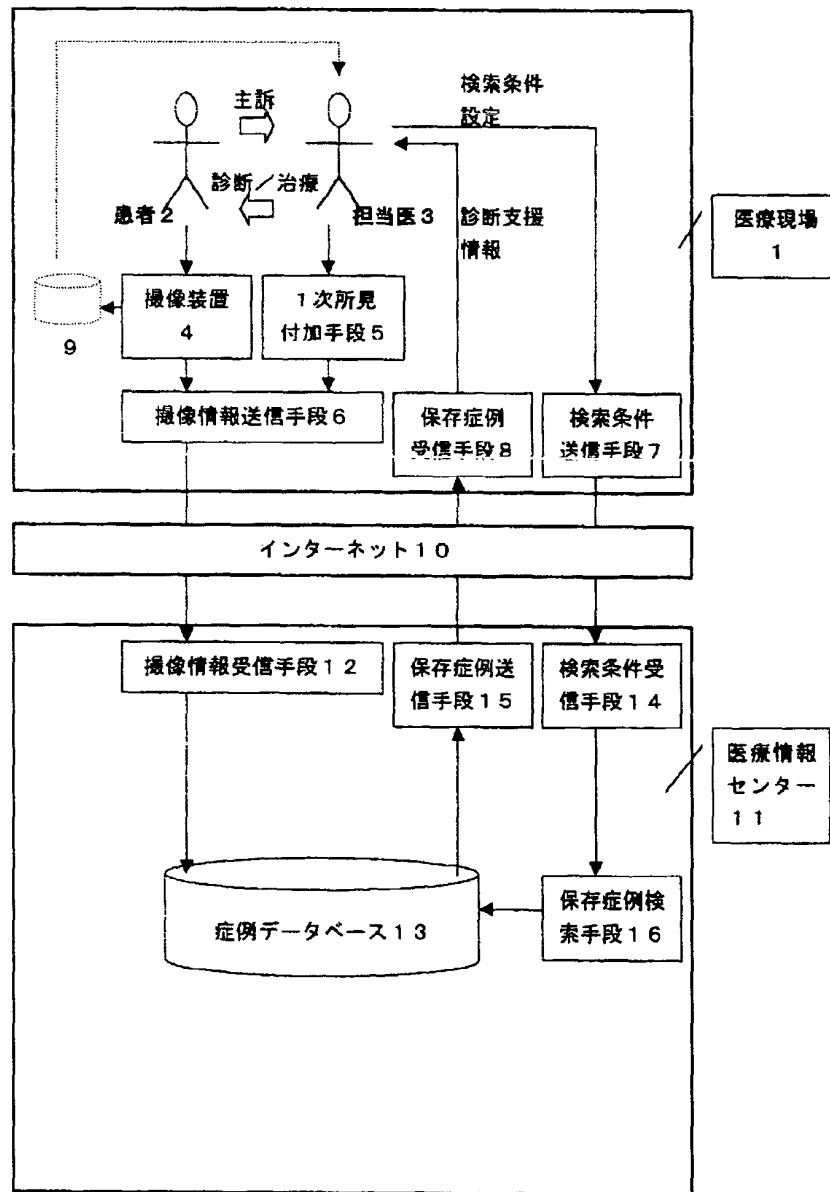 主訴
検索条件
設定
診断／治療
患者２
担当医３
診断支援
情報
医療現場
１
撮像装置
４
１次所見
付加手段５
９
撮像情報送信手段６
保存症例
受信手段８
検索条件
送信手段７
インターネット１０
撮像情報受信手段１２
保存症例送
信手段１５
検索条件受
信手段１４
医療情報
センター
１１
症例データベース１３
保存症例検
索手段１６